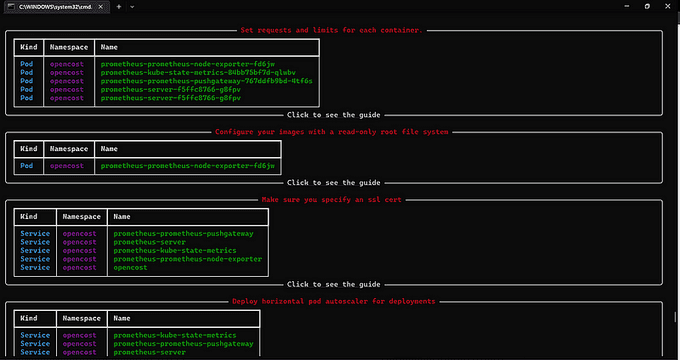 C:\WINDOWS\system32\cmd.
Set requests and limits for each container.
Kind Namespace Name
Pod opencost prometheus-prometheus-node-exporter-fd6jw
Pod opencost prometheus-kube-state-metrics-84bb75bf7d-qlwbv
Pod opencost prometheus-prometheus-pushgateway-767ddfb9bd-4tf6s
Pod opencost prometheus-server-f5ffc8766-g8fpv
Pod opencost prometheus-server-f5ffc8766-g8fpv
Click to see the guide
Configure your images with a read-only root file system
Kind Namespace Name
Pod opencost prometheus-prometheus-node-exporter-fd6jw
Click to see the guide
Make sure you specify an ssl cert
Kind Namespace Name
Service opencost prometheus-prometheus-pushgateway
Service opencost prometheus-server
Service opencost prometheus-kube-state-metrics
Service opencost prometheus-prometheus-node-exporter
Service opencost opencost
Click to see the guide
Deploy horizontal pod autoscaler for deployments
Kind Namespace Name
Service opencost prometheus-kube-state-metrics
Service opencost prometheus-prometheus-pushgateway
Service opencost prometheus-server